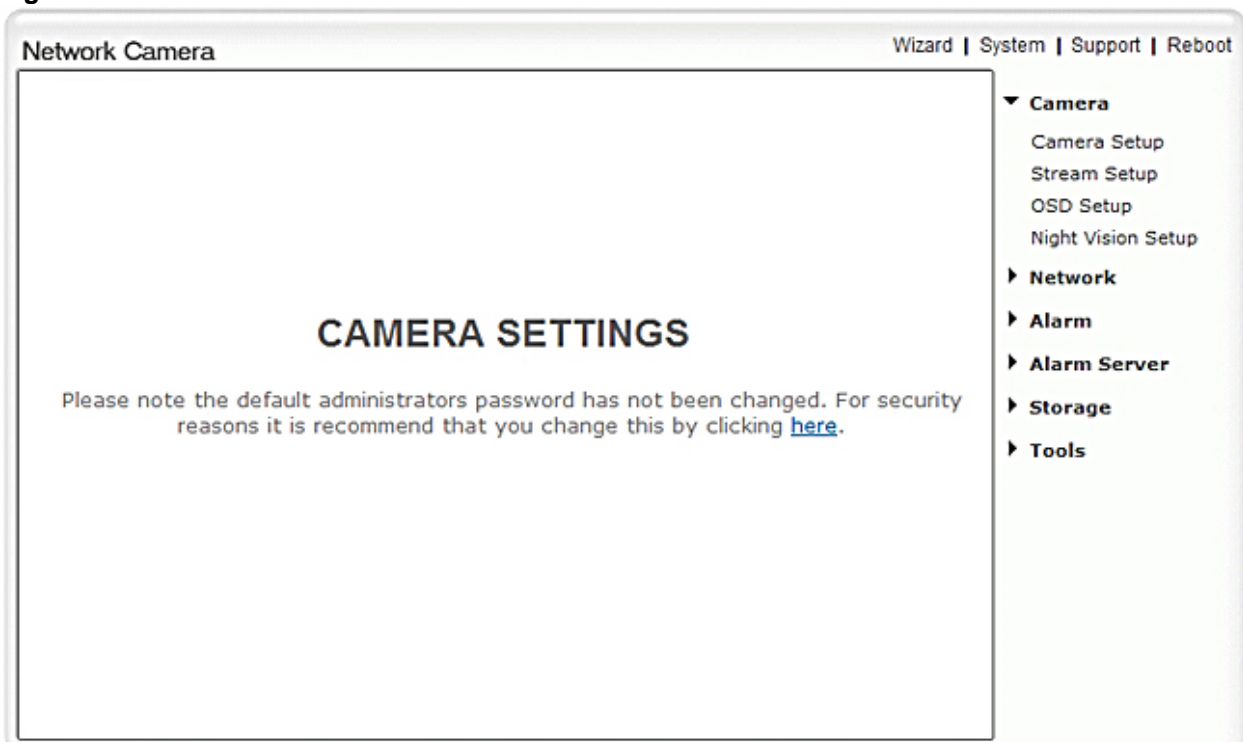 Network Camera
Wizard | System | Support | Reboot
CAMERA SETTINGS
Please note the default administrators password has not been changed. For security
reasons it is recommend that you change this by clicking here.
Camera
Camera Setup
Stream Setup
OSD Setup
Night Vision Setup
Network
Alarm
Alarm Server
Storage
Tools